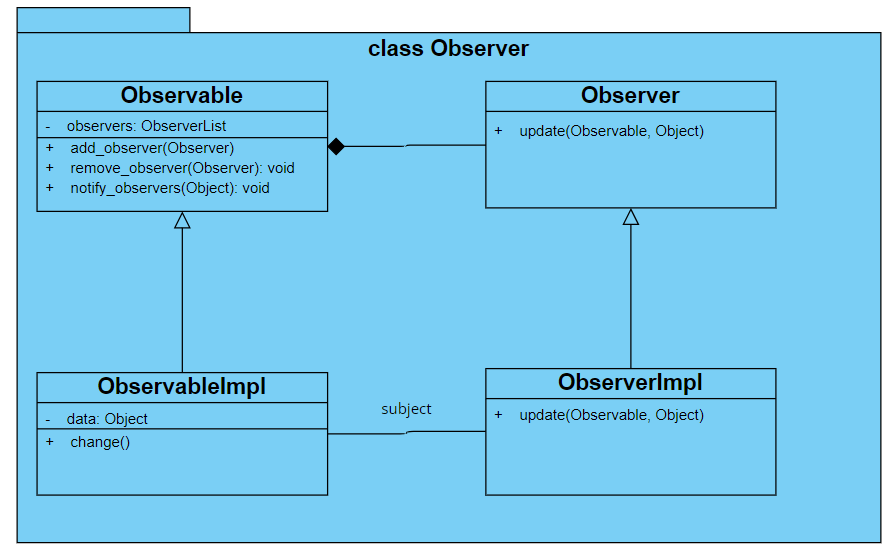 class Observer
Observable
- observers: ObserverList
+ add_observer(Observer)
+ remove_observer(Observer): void
+ notify_observers(Object): void
Observer
+ update(Observable, Object)
ObservableImpl
- data: Object
+ change()
subject
ObserverImpl
+ update(Observable, Object)